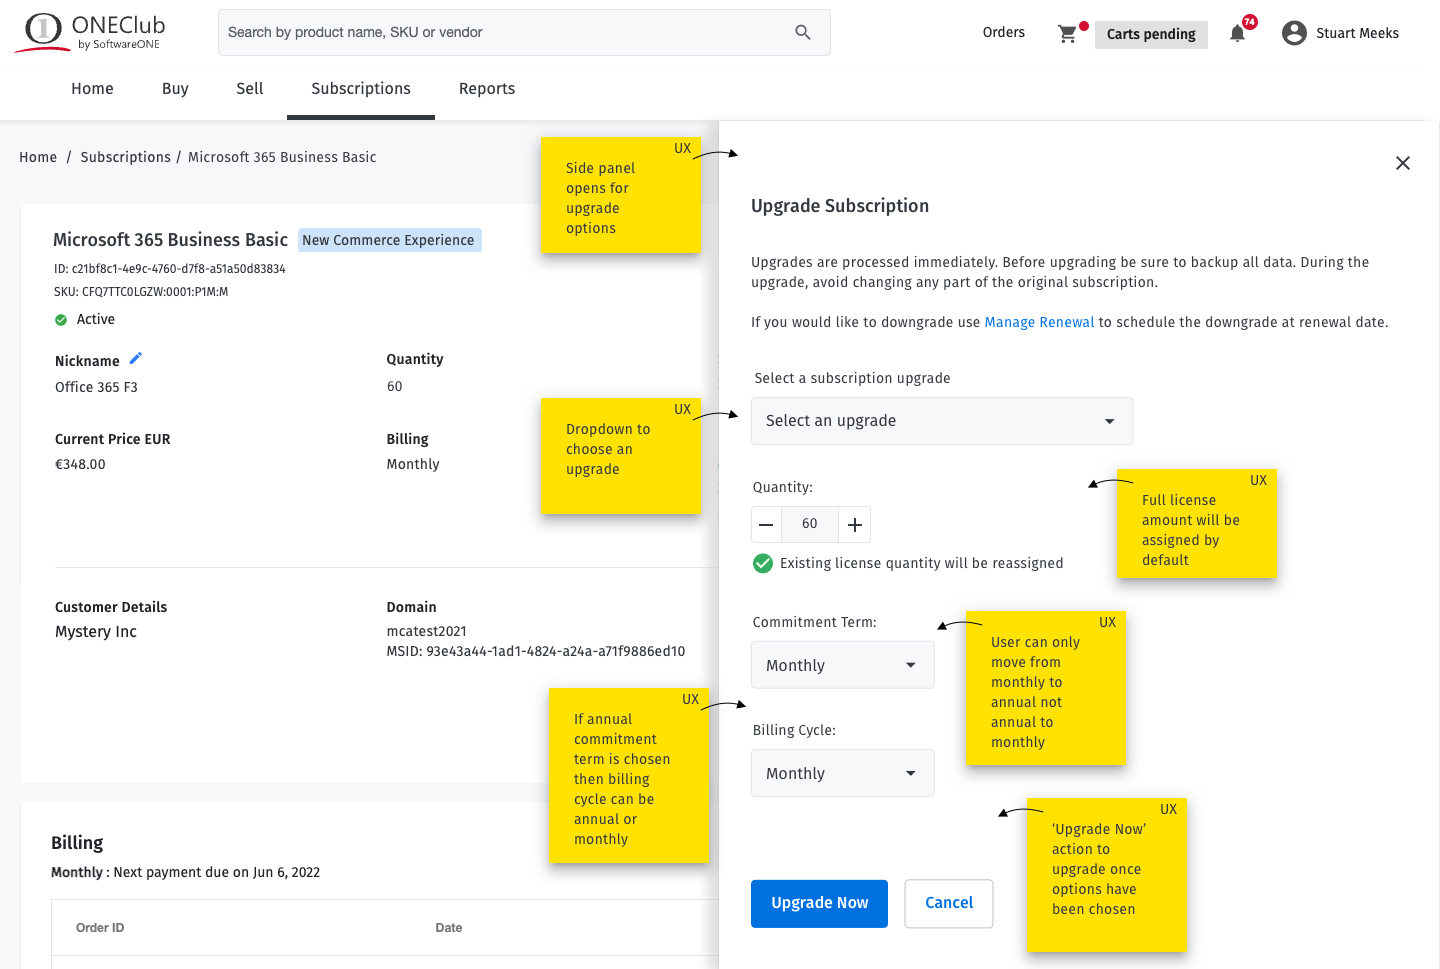 ONEClub
by SoftwareONE
Search by product name, SKU or vendor
Orders
Carts pending
74
Stuart Meeks
Home
Buy
Sell
Subscriptions
Reports
Home / Subscriptions / Microsoft 365 Business Basic
Microsoft 365 Business Basic
New Commerce Experience
ID: c21bf8c1-4e9c-4760-d7f8-a51a50d83834
SKU: CFQ7TTC0LGZW:0001:P1M:M
Active
Nickname
Office 365 F3
Quantity
60
Current Price EUR
€348.00
Billing
Monthly
Customer Details
Mystery Inc
Domain
mcatest2021
MSID: 93e43a44-1ad1-4824-a24a-a71f9886ed10
Billing
Monthly : Next payment due on Jun 6, 2022
Order ID
Date
UX
Side panel
opens for
upgrade
options
UX
Dropdown to
choose an
upgrade
UX
If annual
commitment
term is chosen
then billing
cycle can be
annual or
monthly
Upgrade Subscription
Upgrades are processed immediately. Before upgrading be sure to backup all data. During the
upgrade, avoid changing any part of the original subscription.
If you would like to downgrade use Manage Renewal to schedule the downgrade at renewal date.
Select a subscription upgrade
Select an upgrade
Quantity:
60
Existing license quantity will be reassigned
UX
Full license
amount will be
assigned by
default
Commitment Term:
Monthly
UX
User can only
move from
monthly to
annual not
annual to
monthly
Billing Cycle:
Monthly
UX
‘Upgrade Now’
action to
upgrade once
options have
been chosen
Upgrade Now
Cancel